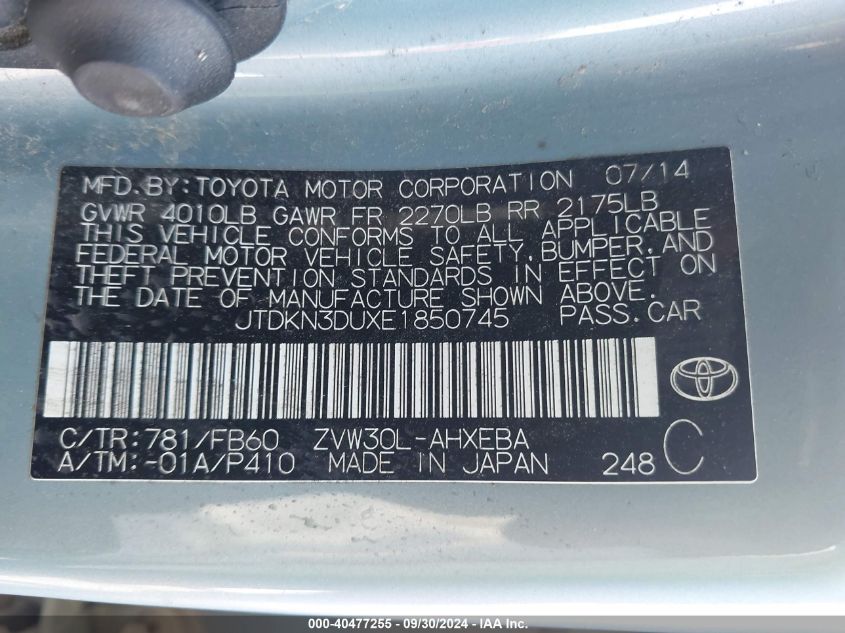 MFD. BY: TOYOTA MOTOR CORPORATION 07/14
GVWR 4010LB GAWR FR 2270LB RR 2175LB
THIS VEHICLE CONFORMS TO ALL APPLICABLE
FEDERAL MOTOR VEHICLE SAFETY, BUMPER, AND
THEFT PREVENTION STANDARDS IN EFFECT ON
THE DATE OF MANUFACTURE SHOWN ABOVE.
JTDKN3DUXE1850745 PASS. CAR
C/TR: 781/FB60 ZVW30L-AHXEBA
A/TM: -01A/P410 MADE IN JAPAN 248 C
000-40477255 - 09/30/2024 - IAA Inc.